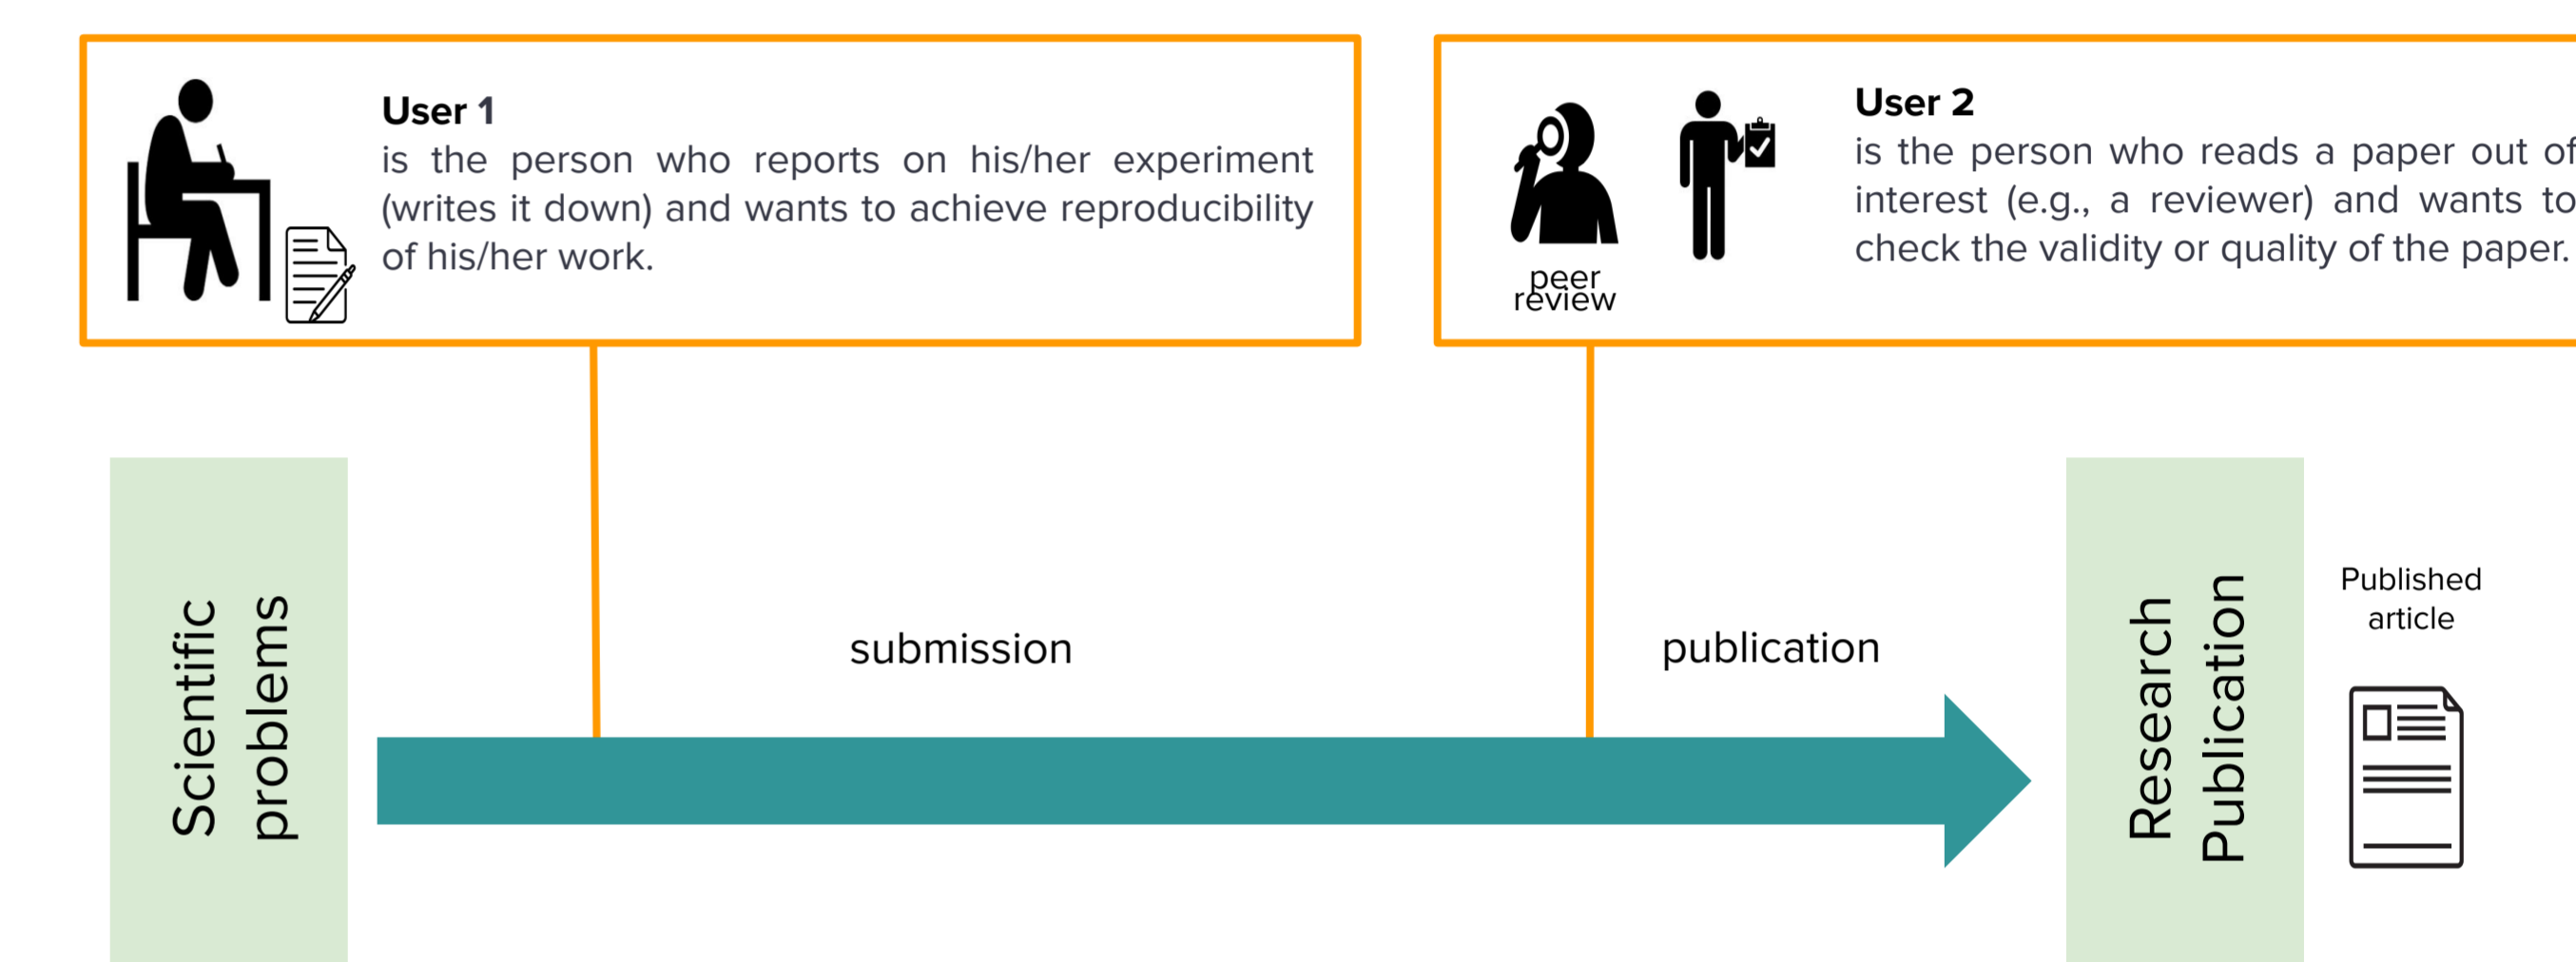 User 1
is the person who reports on his/her experiment
(writes it down) and wants to achieve reproducibility
of his/her work.
peer
review
User 2
is the person who reads a paper out of
interest (e.g., a reviewer) and wants to
check the validity or quality of the paper.
Scientific
problems
submission
publication
Research
Publication
Published
article